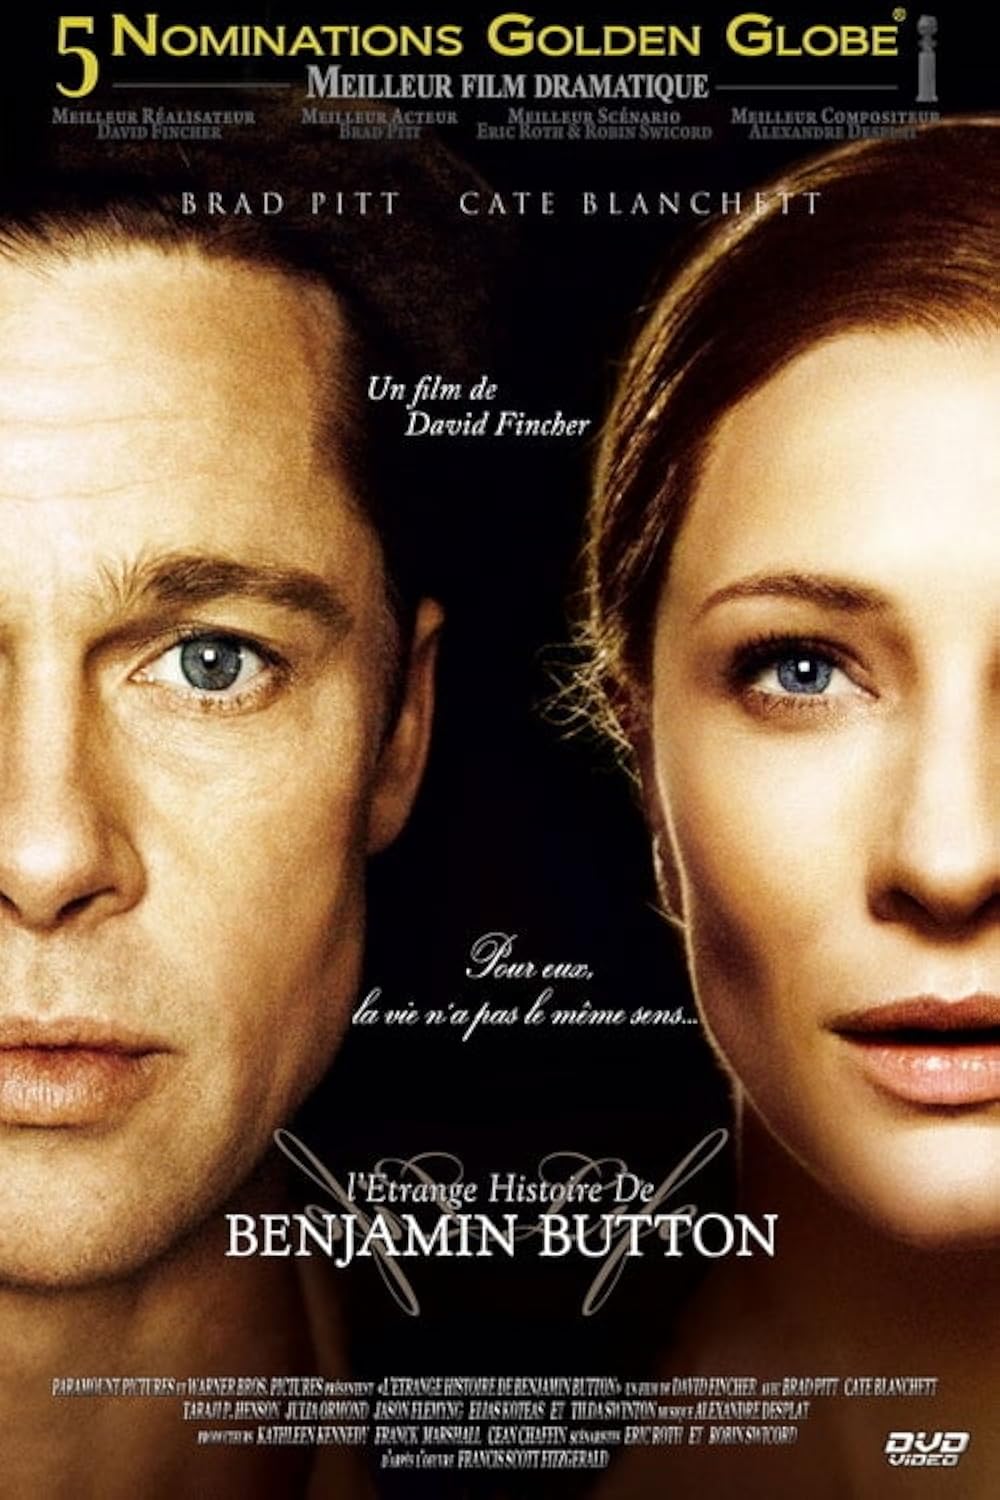 5 NOMINATIONS GOLDEN GLOBE®
MEILLEUR FILM DRAMATIQUE
MEILLEUR RÉALISATEUR MEILLEUR ACTEUR MEILLEUR SCÉNARIO MEILLEUR COMPOSITEUR
DAVID FINCHER BRAD PITT ERIC ROTH & ROBIN SWICORD ALEXANDRE DESPLAT
BRAD PITT CATE BLANCHETT
Un film de
David Fincher
Pour eux,
la vie n'a pas le même sens...
l'Etrange Histoire De
BENJAMIN BUTTON
PARAMOUNT PICTURES ET WARNER BROS. PICTURES PRÉSENTENT «L'ETRANGE HISTOIRE DE BENJAMIN BUTTON» UN FILM DE DAVID FINCHER AVEC BRAD PITT CATE BLANCHETT
TARAJI P. HENSON JULIA ORMOND JASON FLEMYNG ELIAS KOTEAS ET TILDA SWINTON MUSIQUE ALEXANDRE DESPLAT
PRODUCTEURS KATHLEEN KENNEDY FRANCK MARSHALL CEAN CHAFFIN SCÉNARISTES ERIC ROTH ET ROBIN SWICORD
D'APRÈS L'OEUVRE FRANCIS SCOTT FITZGERALD
DVD
VIDEO